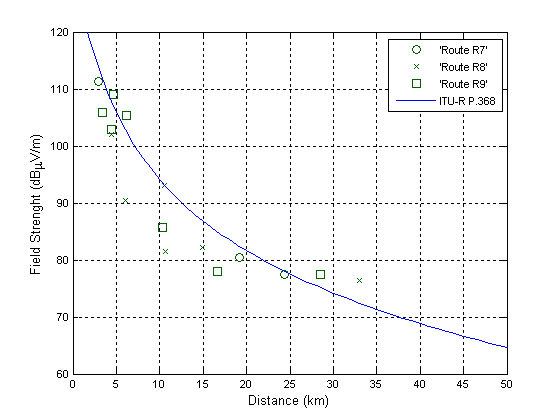 120
110
100
90
80
70
60
Field Strenght (dBμV/m)
'Route R7'
'Route R8'
'Route R9'
ITU-R P.368
0 5 10 15 20 25 30 35 40 45 50
Distance (km)